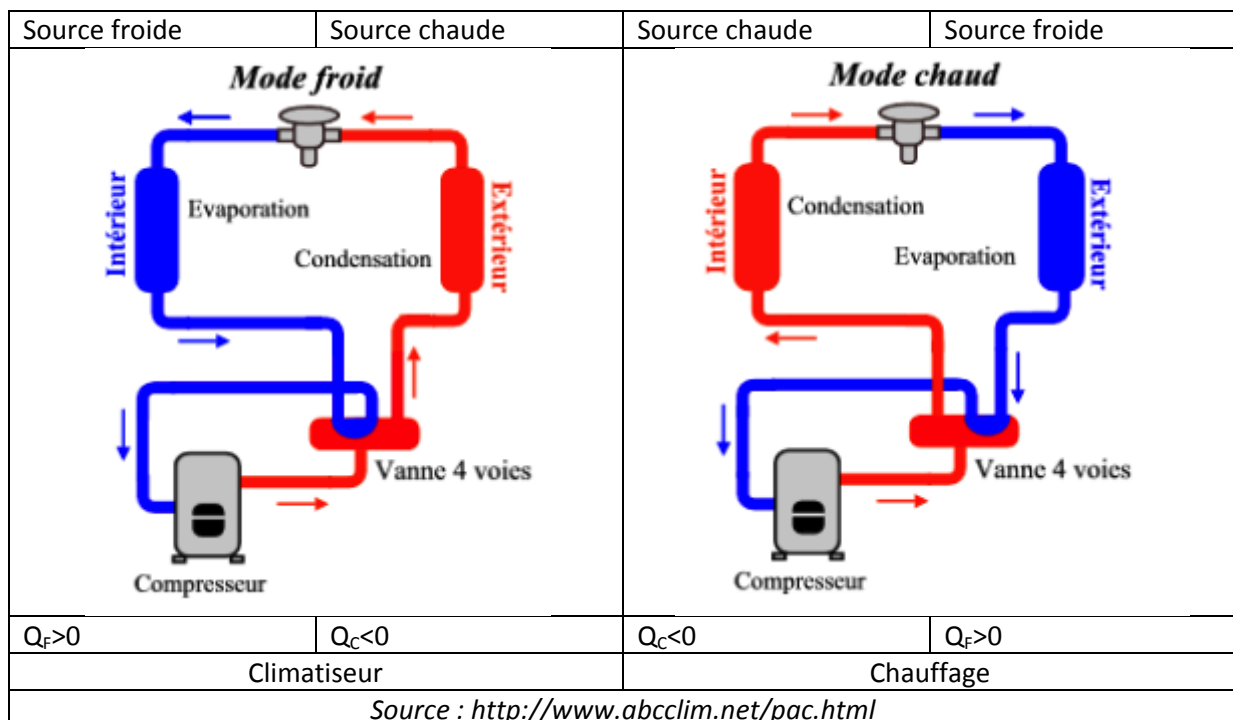 Source froide
Source chaude
Source chaude
Source froide
Mode froid
Intérieur
Evaporation
Condensation
Extérieur
Vanne 4 voies
Compresseur
Mode chaud
Intérieur
Condensation
Evaporation
Extérieur
Vanne 4 voies
Compresseur
QF>0
QC<0
QC<0
QF>0
Climatiseur
Chauffage
Source : http://www.abcclim.net/pac.html